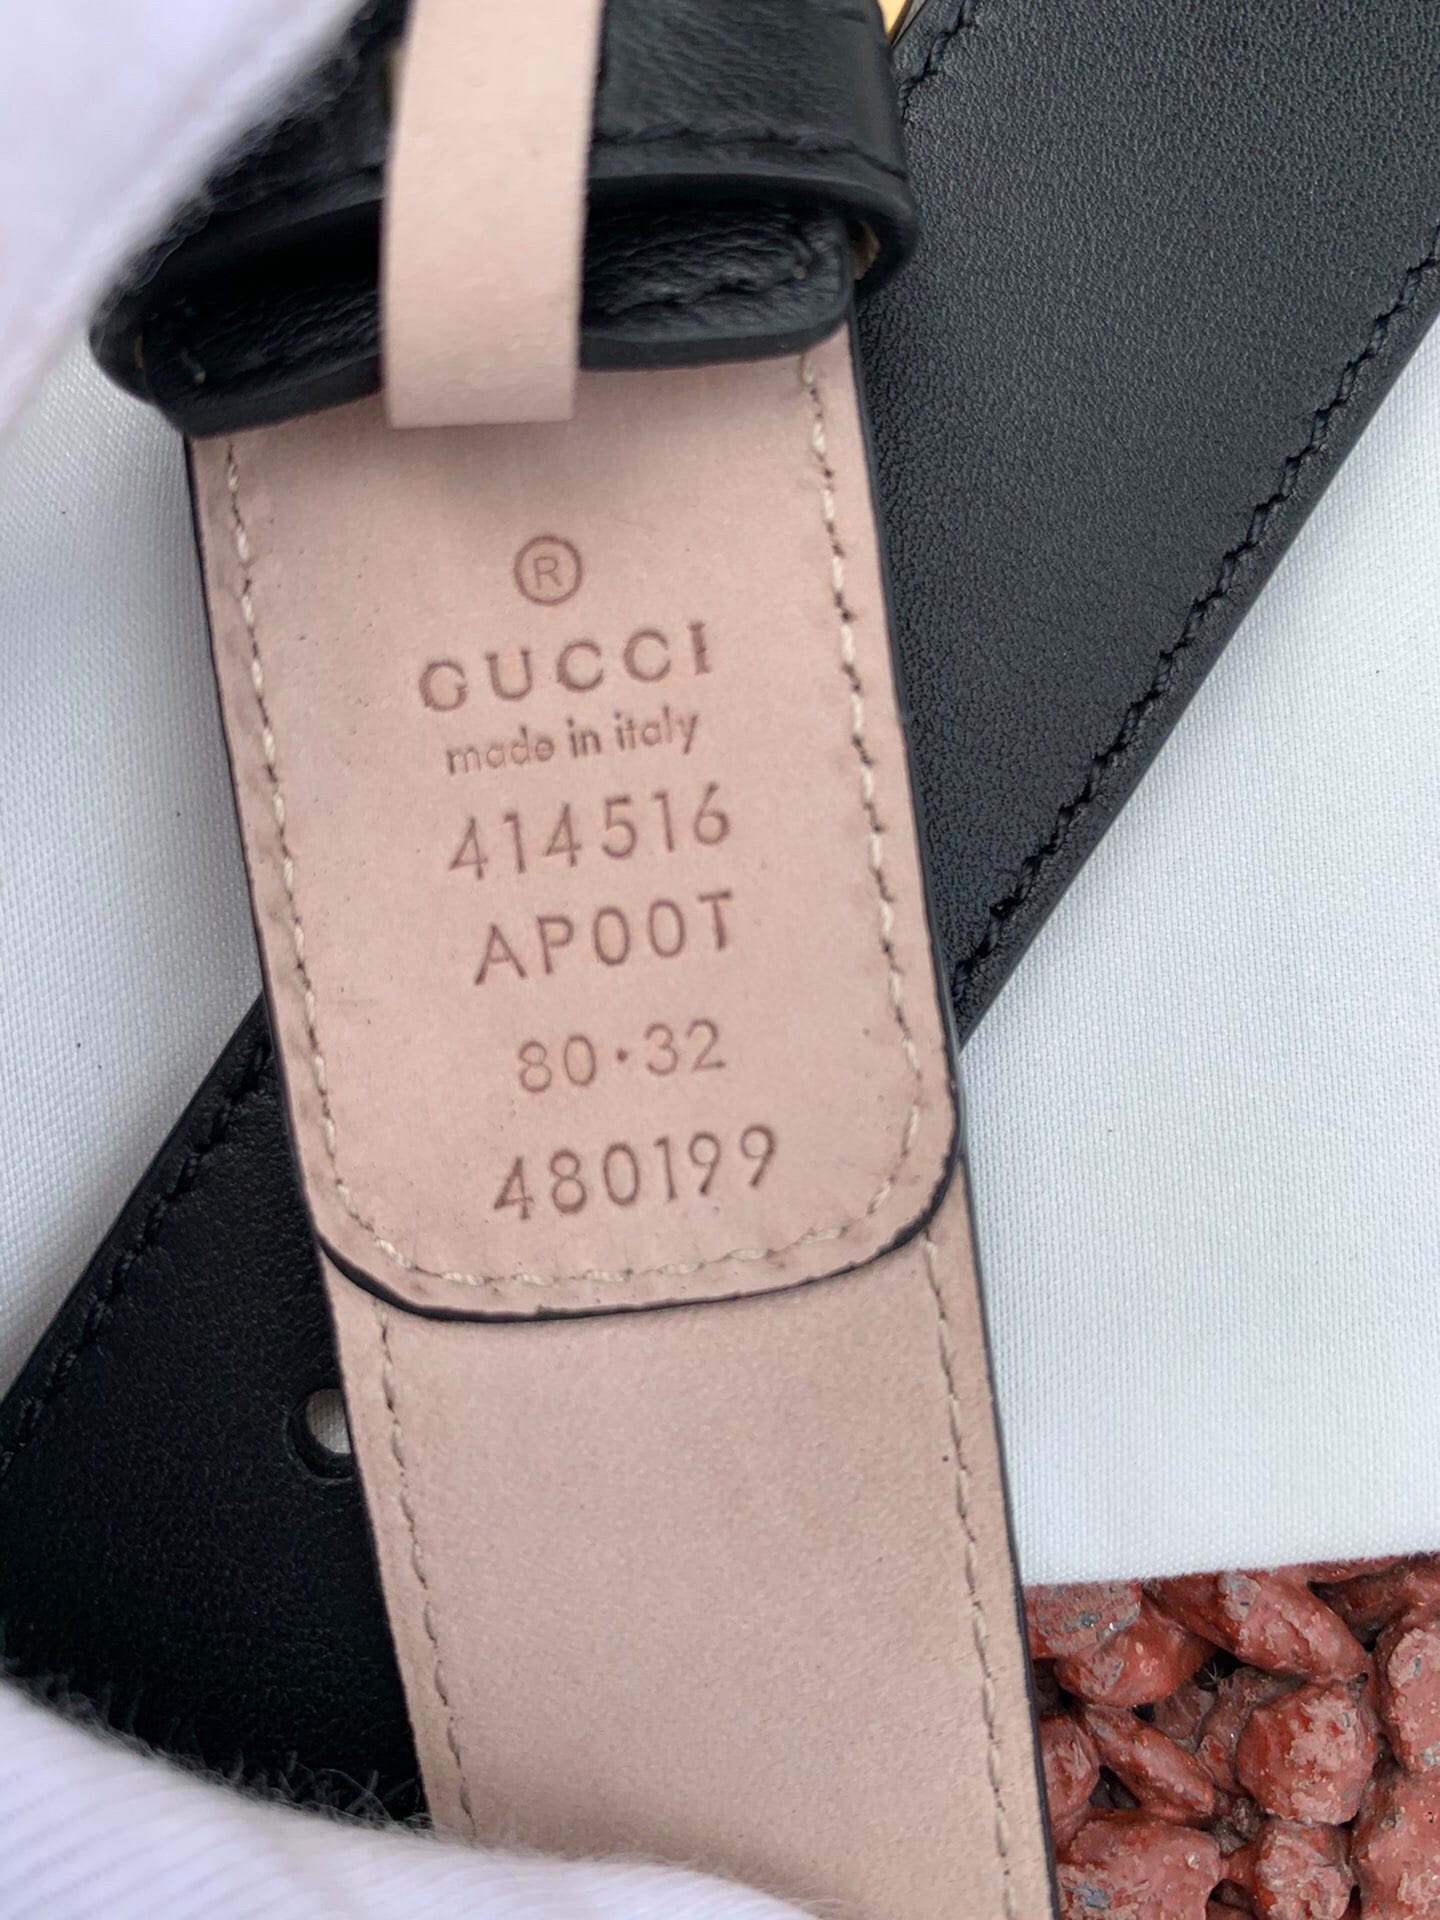 ®
GUCCI
made in italy
414516
AP00T
80·32
480199